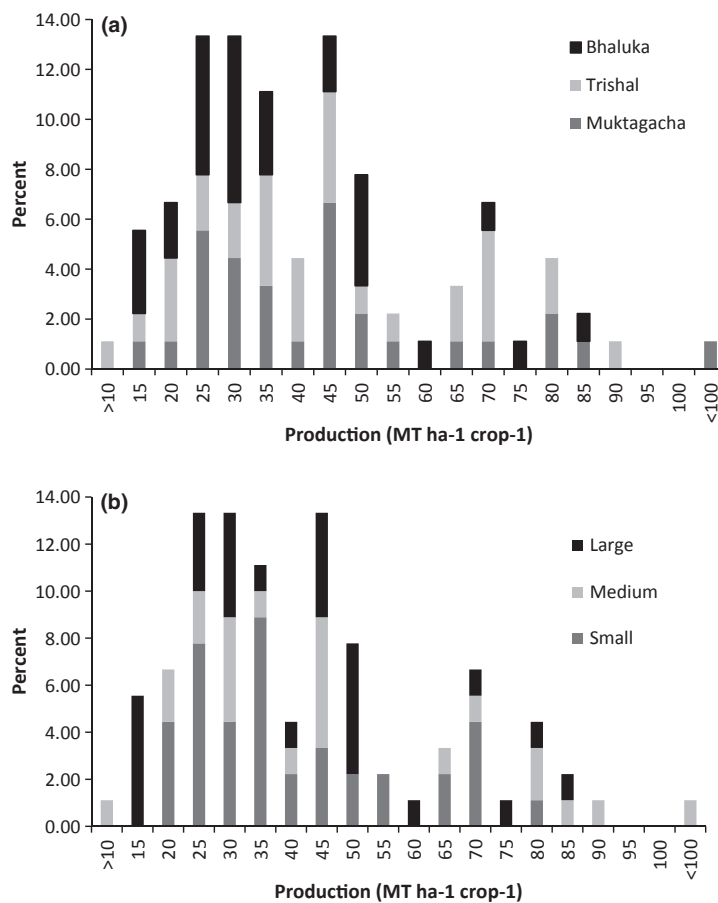 (a)
14.00
12.00
10.00
8.00
6.00
4.00
2.00
0.00
Percent
Bhaluka
Trishal
Muktagacha
>10 15 20 25 30 35 40 45 50 55 60 65 70 75 80 85 90 95 100 <100
Production (MT ha-1 crop-1)
(b)
14.00
12.00
10.00
8.00
6.00
4.00
2.00
0.00
Percent
Large
Medium
Small
>10 15 20 25 30 35 40 45 50 55 60 65 70 75 80 85 90 95 100 <100
Production (MT ha-1 crop-1)